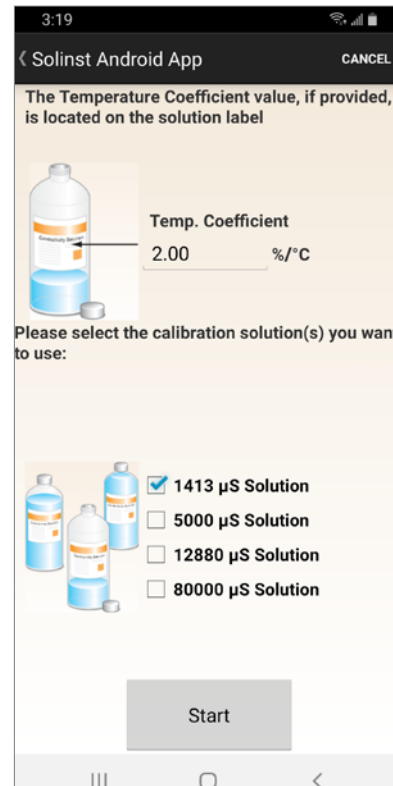 3:19
Solinst Android App
CANCEL
The Temperature Coefficient value, if provided,
is located on the solution label
Temp. Coefficient
2.00 %/°C
Please select the calibration solution(s) you wan
to use:
1413 µS Solution
5000 µS Solution
12880 µS Solution
80000 µS Solution
Start